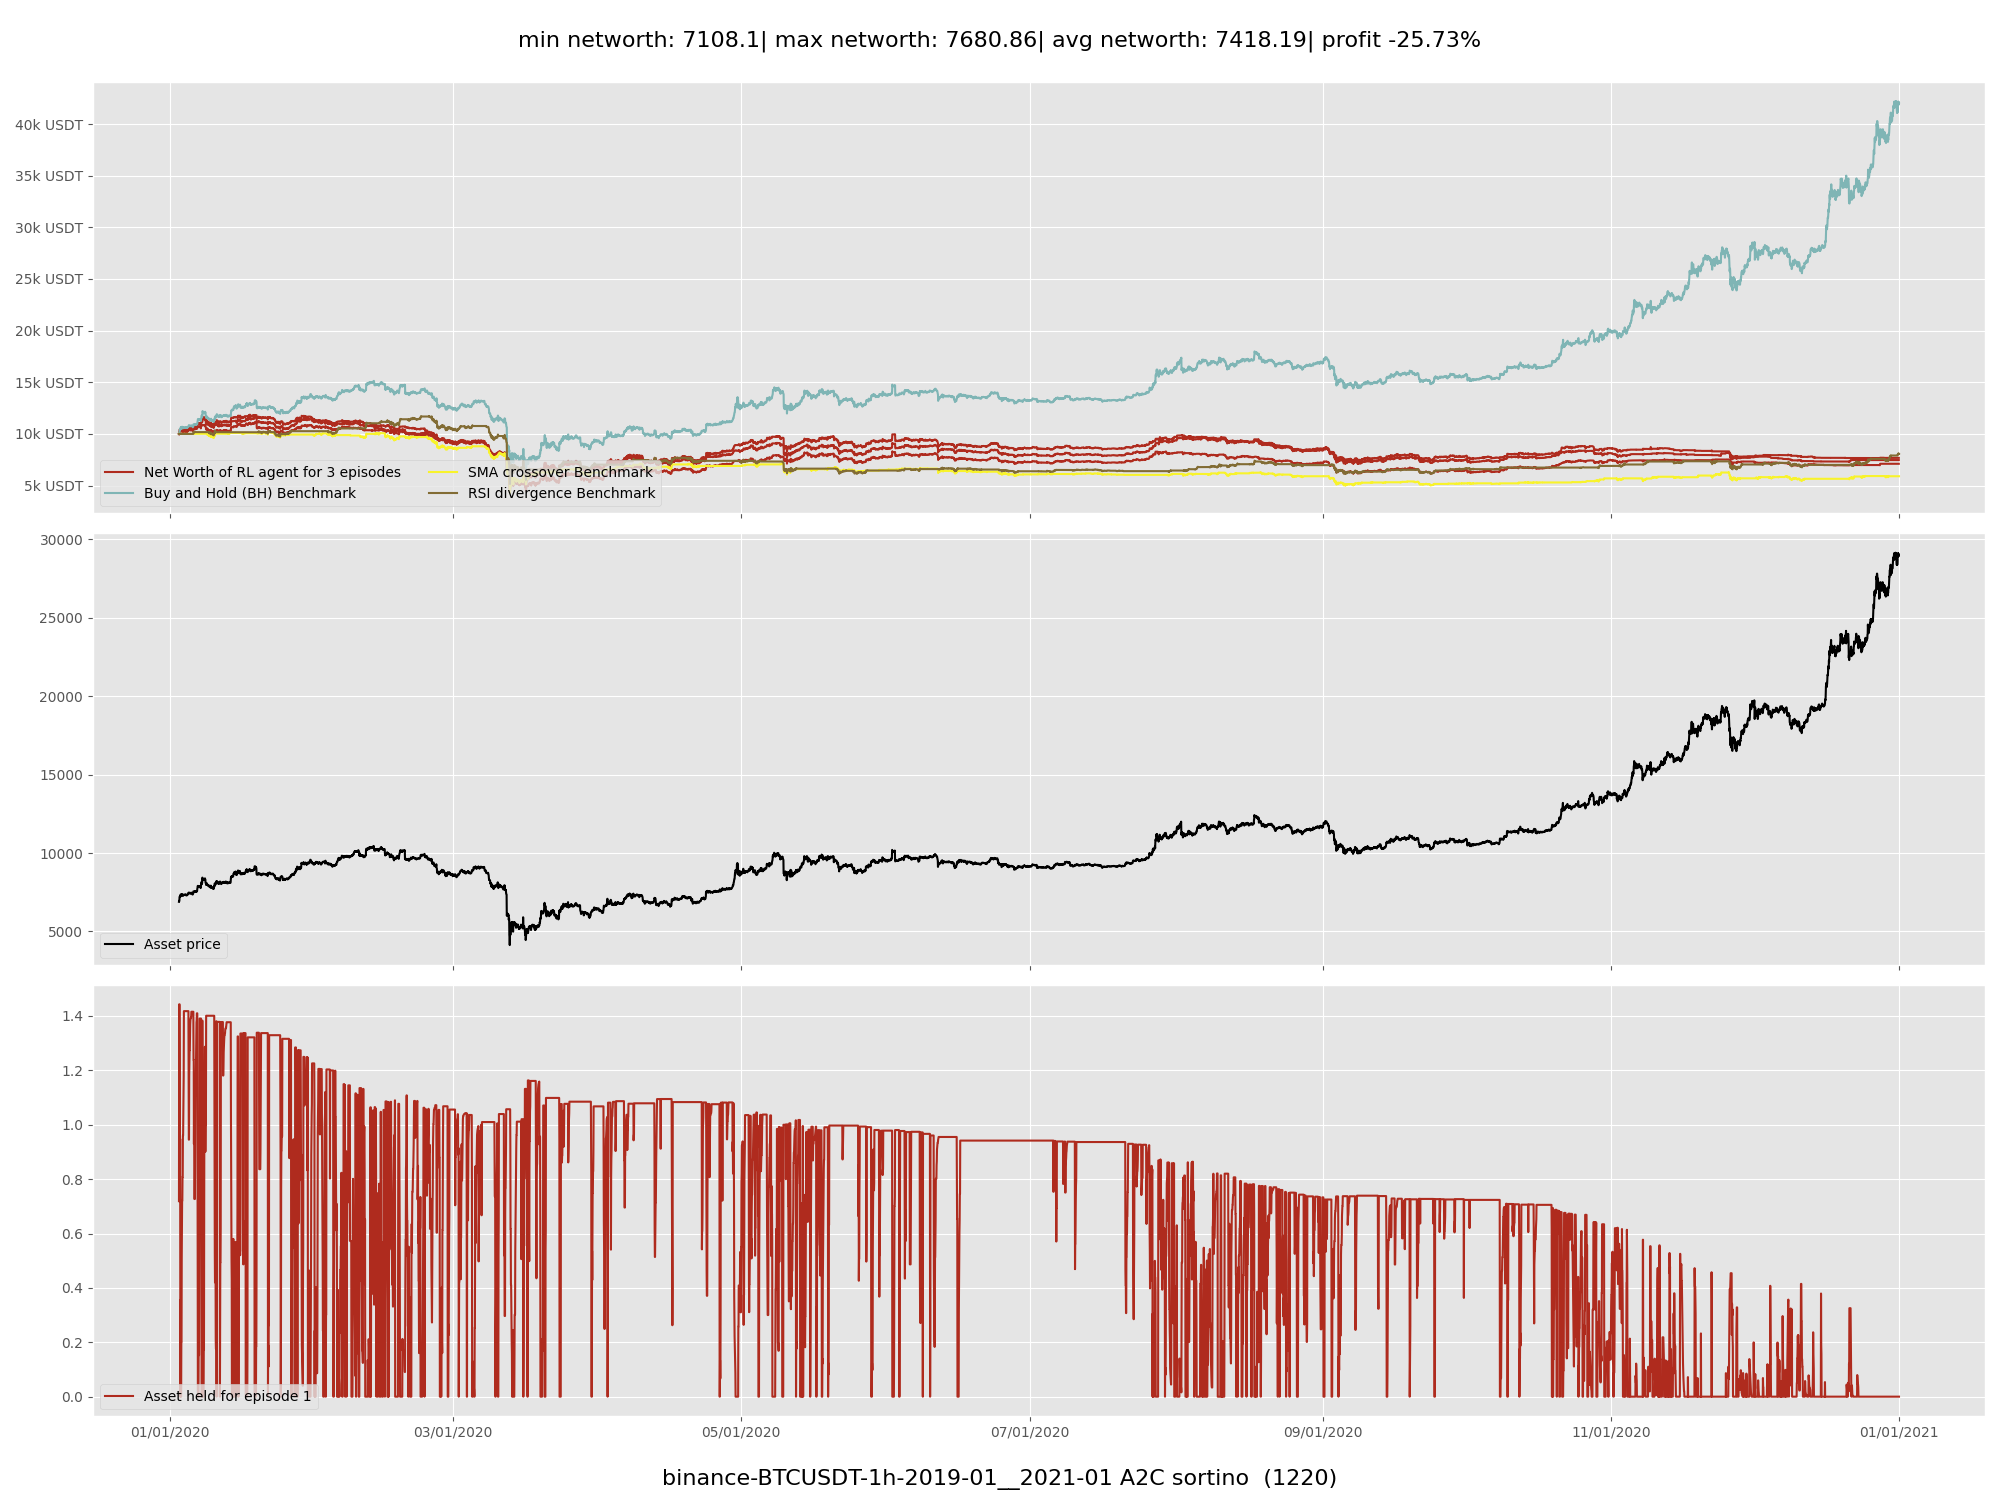 min networth: 7108.1| max networth: 7680.86| avg networth: 7418.19| profit -25.73%
40k USDT
35k USDT
30k USDT
25k USDT
20k USDT
15k USDT
10k USDT
5k USDT
Net Worth of RL agent for 3 episodes
Buy and Hold (BH) Benchmark
SMA crossover Benchmark
RSI divergence Benchmark
30000
25000
20000
15000
10000
5000
Asset price
1.4
1.2
1.0
0.8
0.6
0.4
0.2
0.0
Asset held for episode 1
01/01/2020 03/01/2020 05/01/2020 07/01/2020 09/01/2020 11/01/2020 01/01/2021
binance-BTCUSDT-1h-2019-01__2021-01 A2C sortino  (1220)